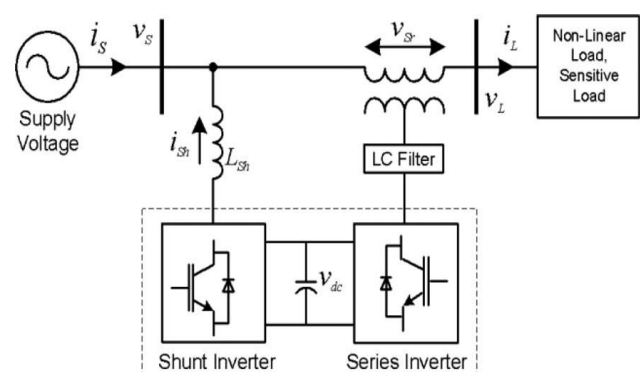 i_S
v_S
v_Sr
i_L
Non-Linear
Load,
Sensitive
Load
v_L
Supply
Voltage
i_Sh
L_Sh
LC Filter
v_dc
Shunt Inverter
Series Inverter